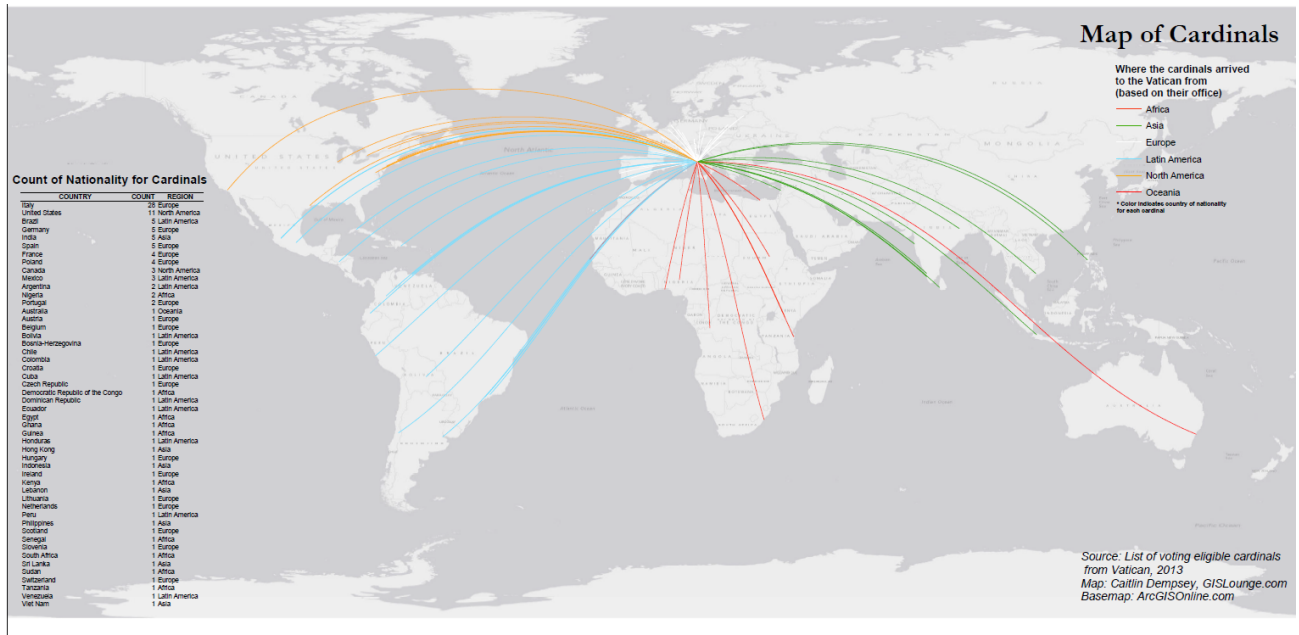 Map of Cardinals
Where the cardinals arrived
to the Vatican from
(based on their office)
Africa
Asia
Europe
Latin America
North America
Oceania
* Color indicates country of nationality
for each cardinal
Count of Nationality for Cardinals
COUNTRY COUNT REGION
Italy 28 Europe
United States 11 North America
Brazil 5 Latin America
Germany 5 Europe
India 5 Asia
Spain 5 Europe
France 4 Europe
Poland 4 Europe
Canada 3 North America
Mexico 3 Latin America
Argentina 2 Latin America
Nigeria 2 Africa
Portugal 2 Europe
Australia 1 Oceania
Austria 1 Europe
Belgium 1 Europe
Bolivia 1 Latin America
Bosnia-Herzegovina 1 Europe
Chile 1 Latin America
Colombia 1 Latin America
Croatia 1 Europe
Cuba 1 Latin America
Czech Republic 1 Europe
Democratic Republic of the Congo 1 Africa
Dominican Republic 1 Latin America
Ecuador 1 Latin America
Egypt 1 Africa
Ghana 1 Africa
Guinea 1 Africa
Honduras 1 Latin America
Hong Kong 1 Asia
Hungary 1 Europe
Indonesia 1 Asia
Ireland 1 Europe
Kenya 1 Africa
Lebanon 1 Asia
Lithuania 1 Europe
Netherlands 1 Europe
Peru 1 Latin America
Philippines 1 Asia
Scotland 1 Europe
Senegal 1 Africa
Slovenia 1 Europe
South Africa 1 Africa
Sri Lanka 1 Asia
Sudan 1 Africa
Switzerland 1 Europe
Tanzania 1 Africa
Venezuela 1 Latin America
Viet Nam 1 Asia
CANADA
UNITED STATES
MONGOLIA
BRAZIL
AUSTRALIA
Source: List of voting eligible cardinals
from Vatican, 2013
Map: Caitlin Dempsey, GISLounge.com
Basemap: ArcGISOnline.com